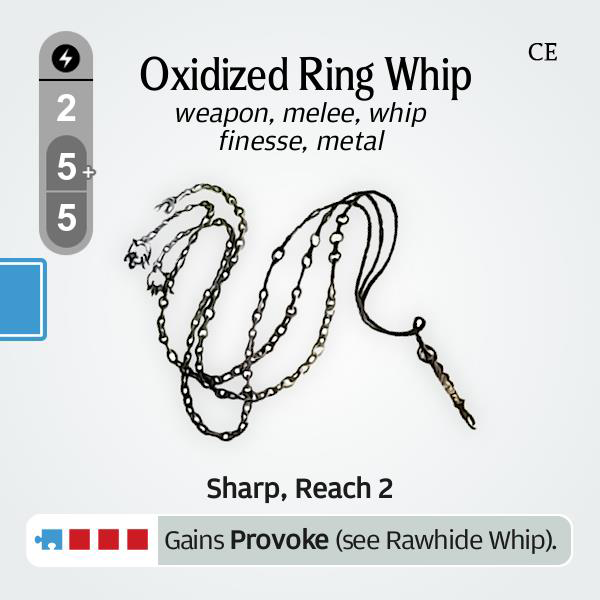 CE
Oxidized Ring Whip
weapon, melee, whip
finesse, metal
2
5+
5
Sharp, Reach 2
Gains Provoke (see Rawhide Whip).